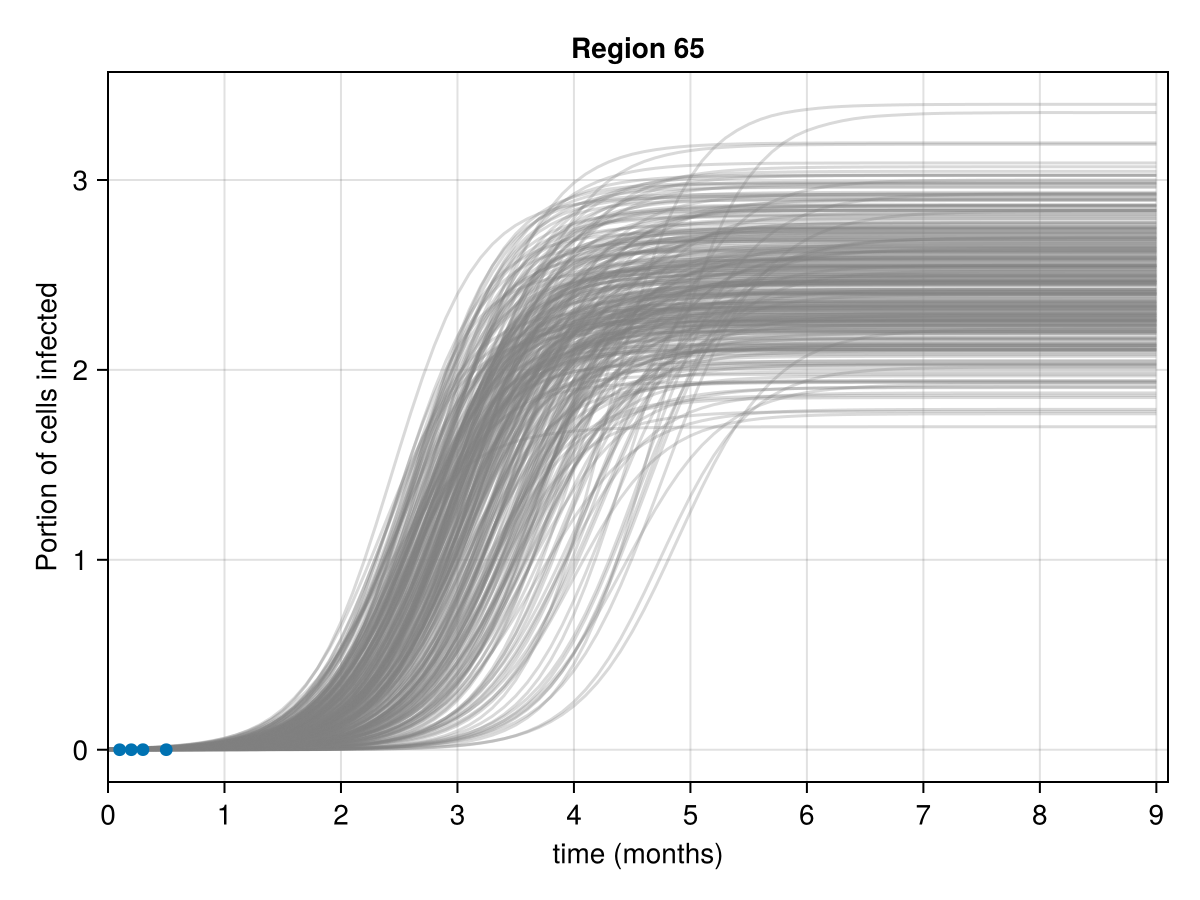 Region 65
Portion of cells infected
3
2
1
0
0 1 2 3 4 5 6 7 8 9
time (months)